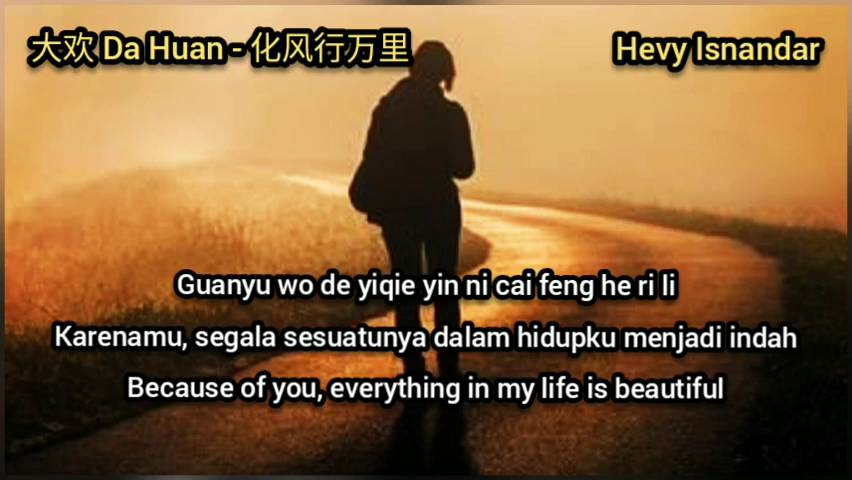 大欢 Da Huan - 化风行万里
Hevy Isnandar
Guanyu wo de yiqie yin ni cai feng he ri li
Karenamu, segala sesuatunya dalam hidupku menjadi indah
Because of you, everything in my life is beautiful